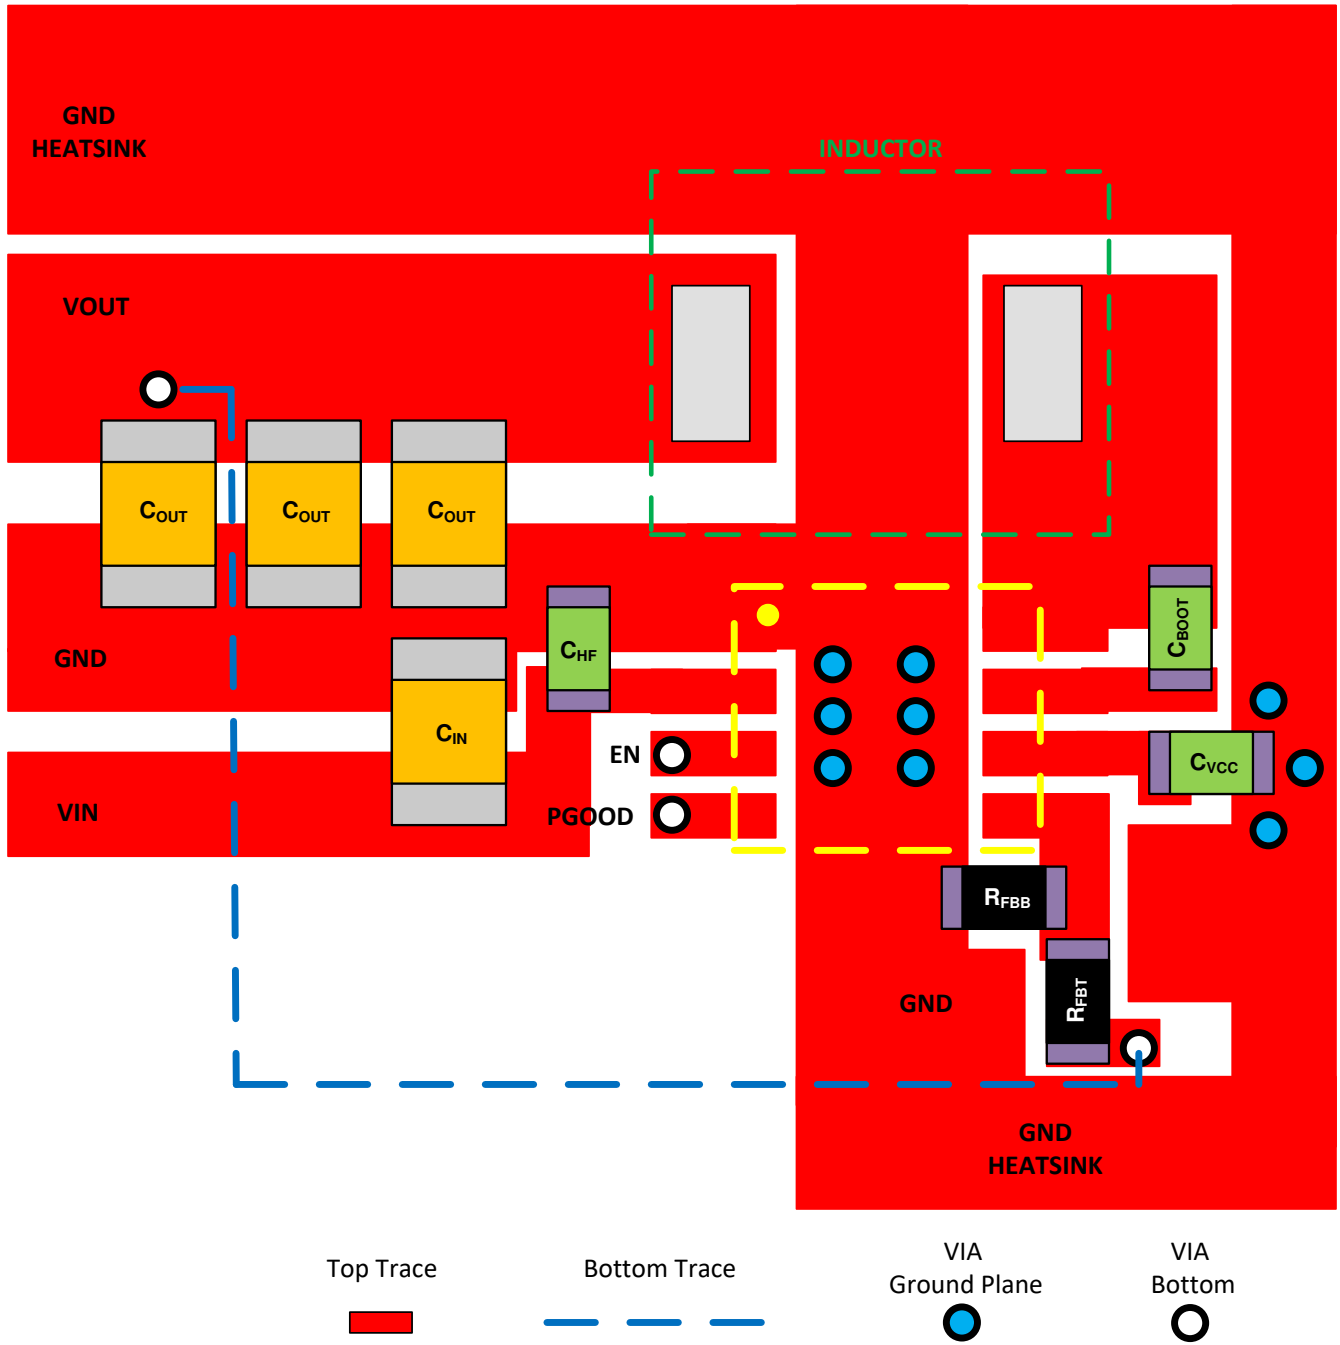 GND
HEATSINK
INDUCTOR
VOUT
COUT
COUT
COUT
GND
CHF
CBOOT
CIN
EN
CVCC
VIN
PGOOD
RFBB
GND
RFBT
GND
HEATSINK
Top Trace
Bottom Trace
VIA
Ground Plane
VIA
Bottom